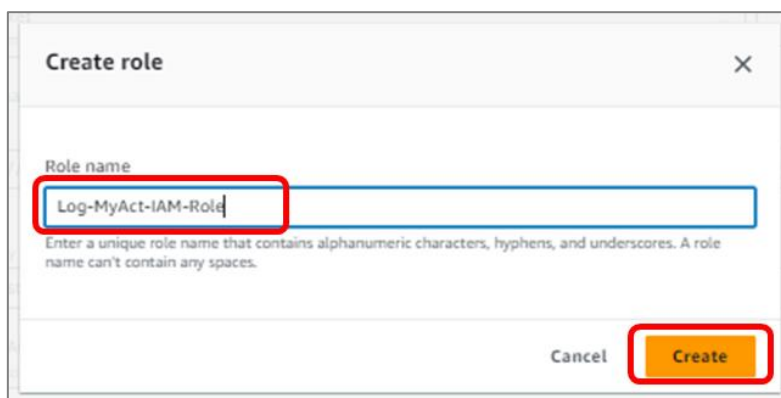 Create role
Role name
Log-MyAct-IAM-Role
Enter a unique role name that contains alphanumeric characters, hyphens, and underscores. A role
name can't contain any spaces.
Cancel
Create